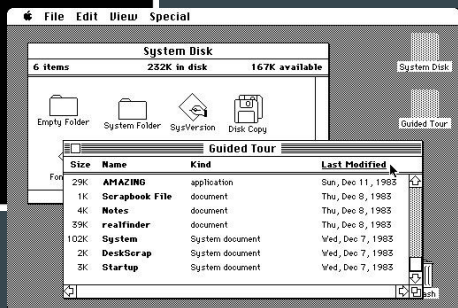 File Edit View Special
System Disk
6 items 232K in disk 167K available
Empty Folder System Folder SysVersion Disk Copy
System Disk
Guided Tour
Guided Tour
Size Name Kind Last Modified
29K AMAZING application Sun, Dec 11, 1983
1K Scrapbook File document Thu, Dec 8, 1983
4K Notes document Thu, Dec 8, 1983
39K realfinder document Thu, Dec 8, 1983
102K System System document Wed, Dec 7, 1983
2K DeskScrap System document Wed, Dec 7, 1983
3K Startup System document Wed, Dec 7, 1983